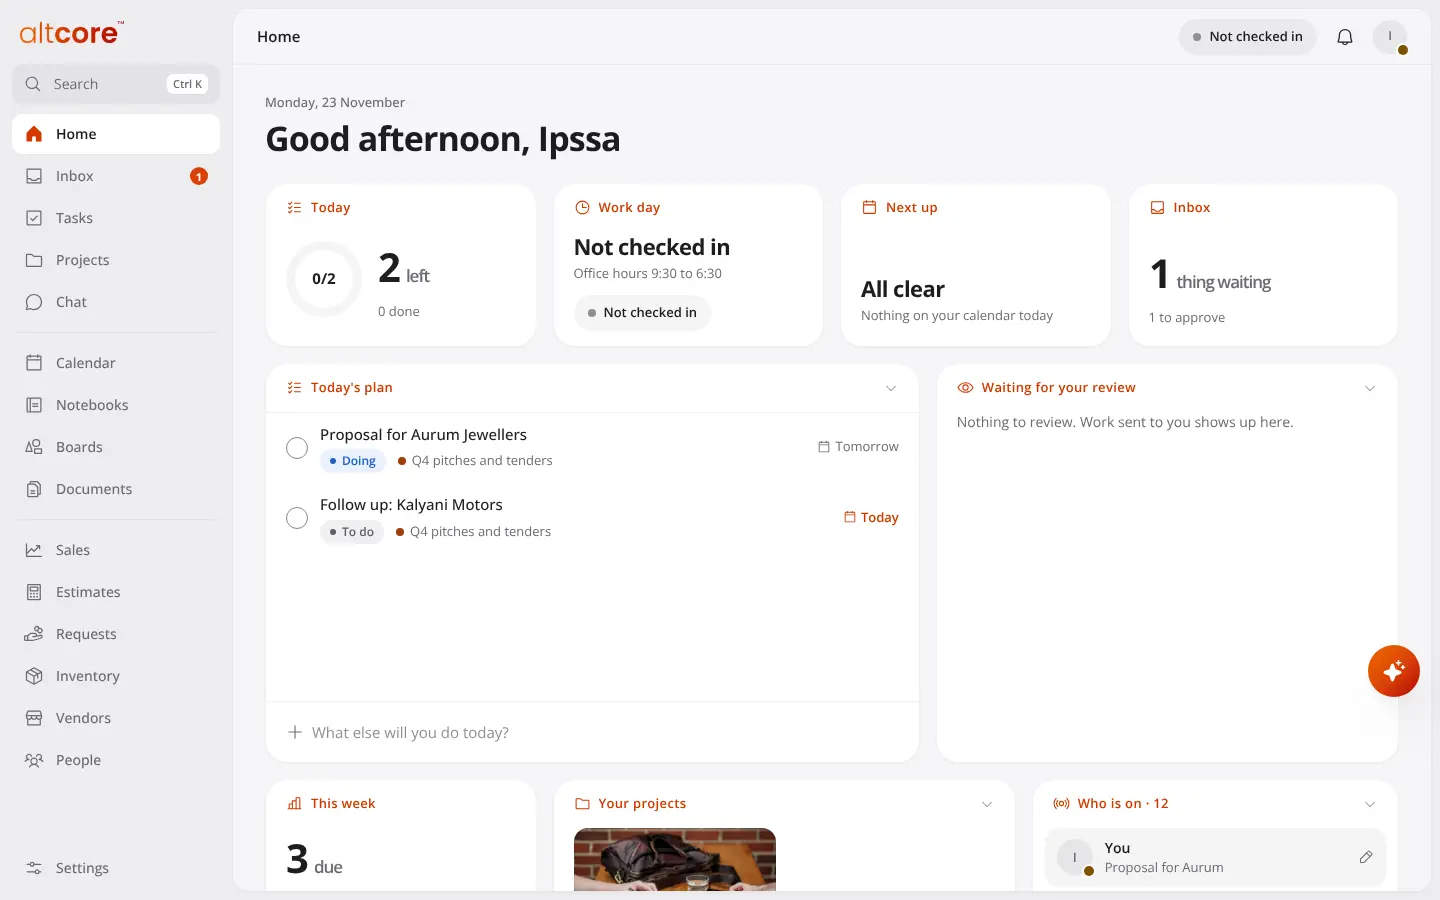 altcore™
Search
Ctrl K
Home
Inbox
1
Tasks
Projects
Chat
Calendar
Notebooks
Boards
Documents
Sales
Estimates
Requests
Inventory
Vendors
People
Settings
Home
Not checked in
I
Monday, 23 November
Good afternoon, Ipssa
Today
0/2
2 left
0 done
Work day
Not checked in
Office hours 9:30 to 6:30
Not checked in
Next up
All clear
Nothing on your calendar today
Inbox
1 thing waiting
1 to approve
Today's plan
Proposal for Aurum Jewellers
Doing
Q4 pitches and tenders
Tomorrow
Follow up: Kalyani Motors
To do
Q4 pitches and tenders
Today
What else will you do today?
Waiting for your review
Nothing to review. Work sent to you shows up here.
This week
3 due
Your projects
Who is on · 12
I
You
Proposal for Aurum